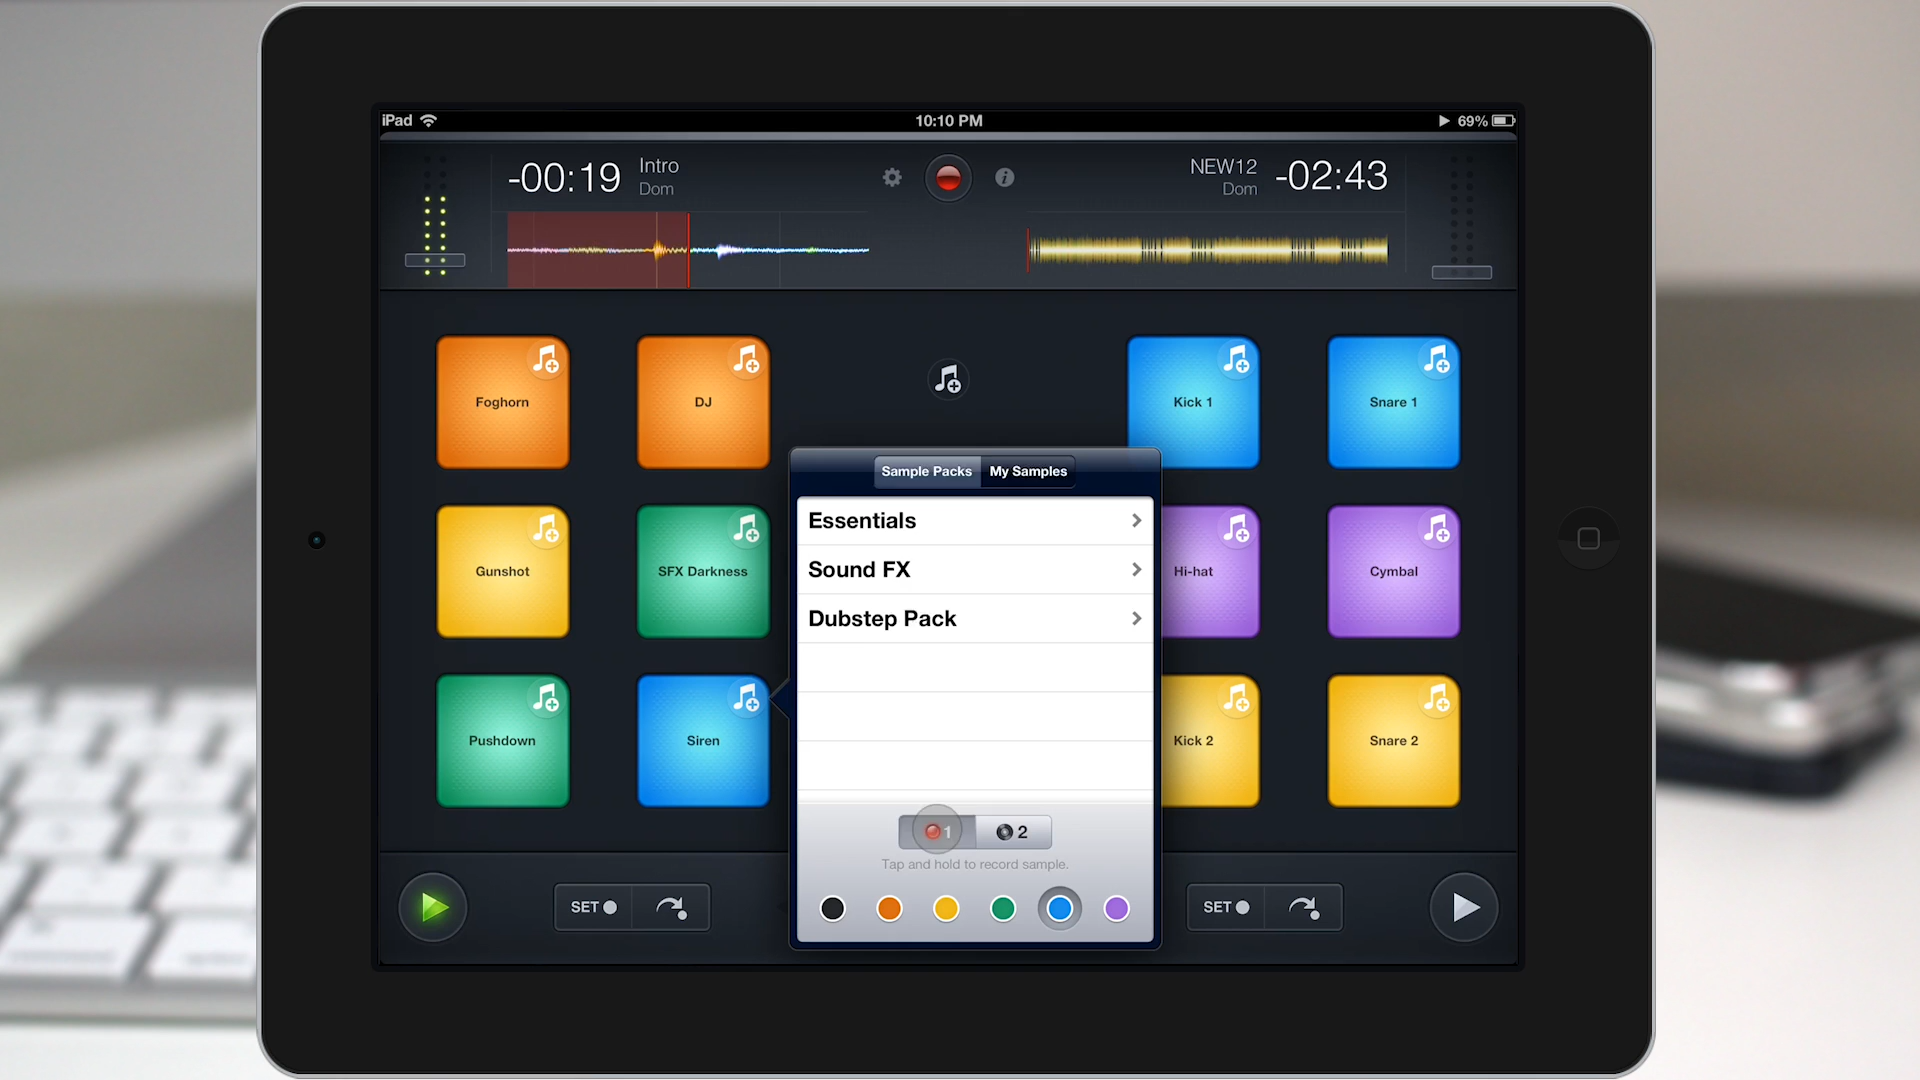 iPad
10:10 PM
69%
-00:19
Intro
Dom
NEW12
Dom
-02:43
Foghorn
DJ
Kick 1
Snare 1
Sample Packs
My Samples
Essentials
Sound FX
Dubstep Pack
Gunshot
SFX Darkness
Hi-hat
Cymbal
Pushdown
Siren
Kick 2
Snare 2
1
2
Tap and hold to record sample.
SET
SET